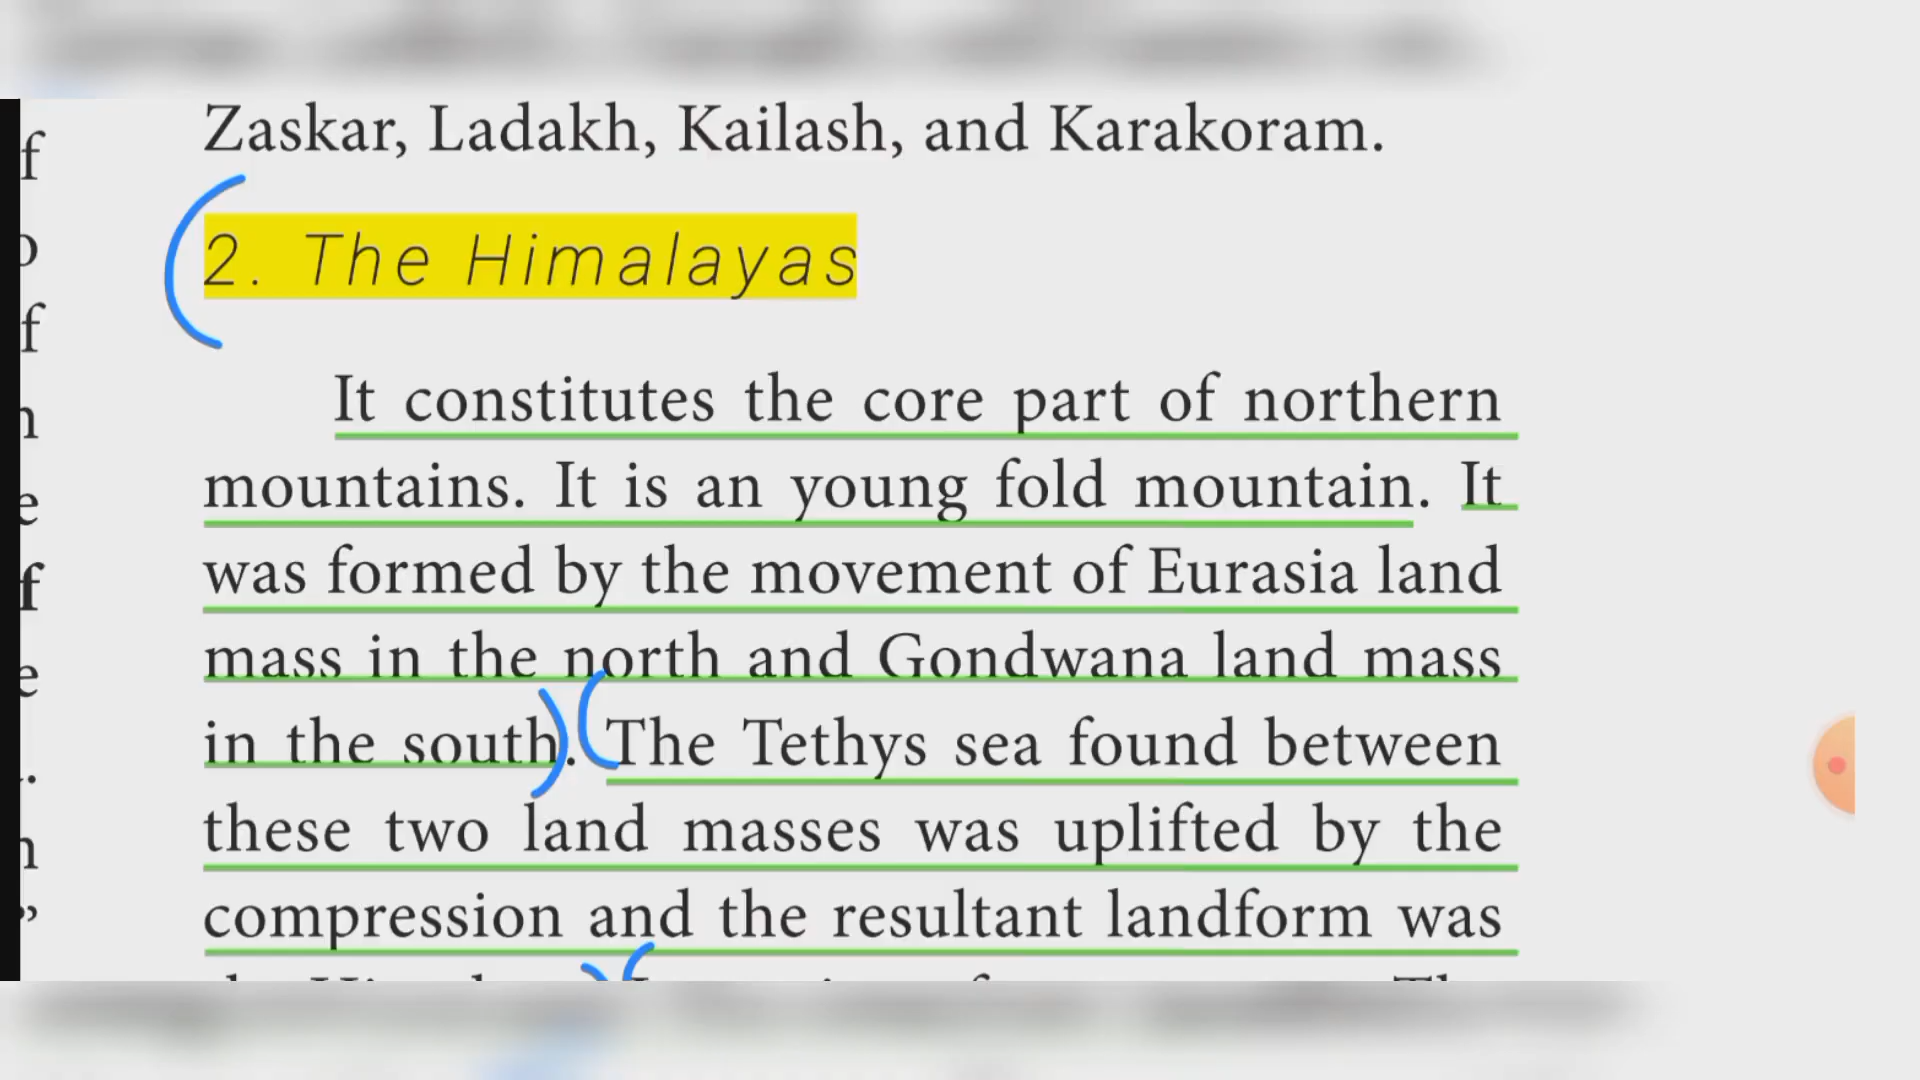 Zaskar, Ladakh, Kailash, and Karakoram.
2. The Himalayas
It constitutes the core part of northern
mountains. It is an young fold mountain. It
was formed by the movement of Eurasia land
mass in the north and Gondwana land mass
in the south. The Tethys sea found between
these two land masses was uplifted by the
compression and the resultant landform was